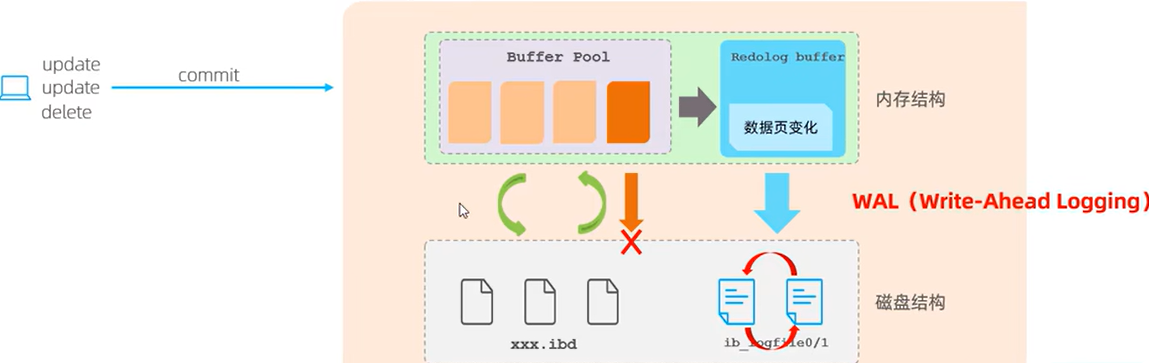 update
update
delete
commit
Buffer Pool
Redolog buffer
数据页变化
内存结构
WAL（Write-Ahead Logging）
xxx.ibd
ib_logfile0/1
磁盘结构